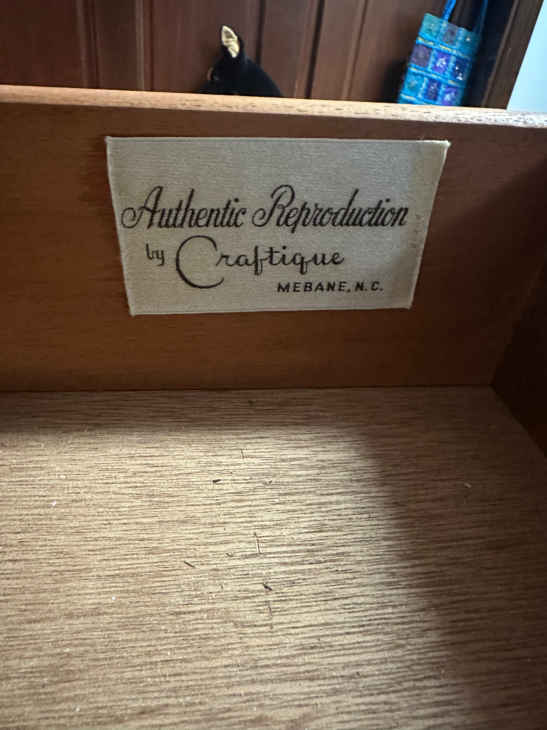 Authentic Reproduction
by Craftique
MEBANE, N.C.